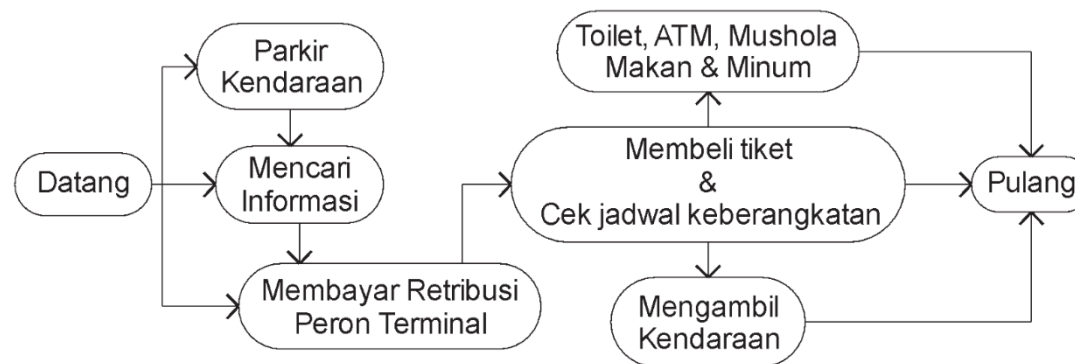 Datang
Parkir
Kendaraan
Mencari
Informasi
Membayar Retribusi
Peron Terminal
Toilet, ATM, Mushola
Makan & Minum
Membeli tiket
&
Cek jadwal keberangkatan
Mengambil
Kendaraan
Pulang